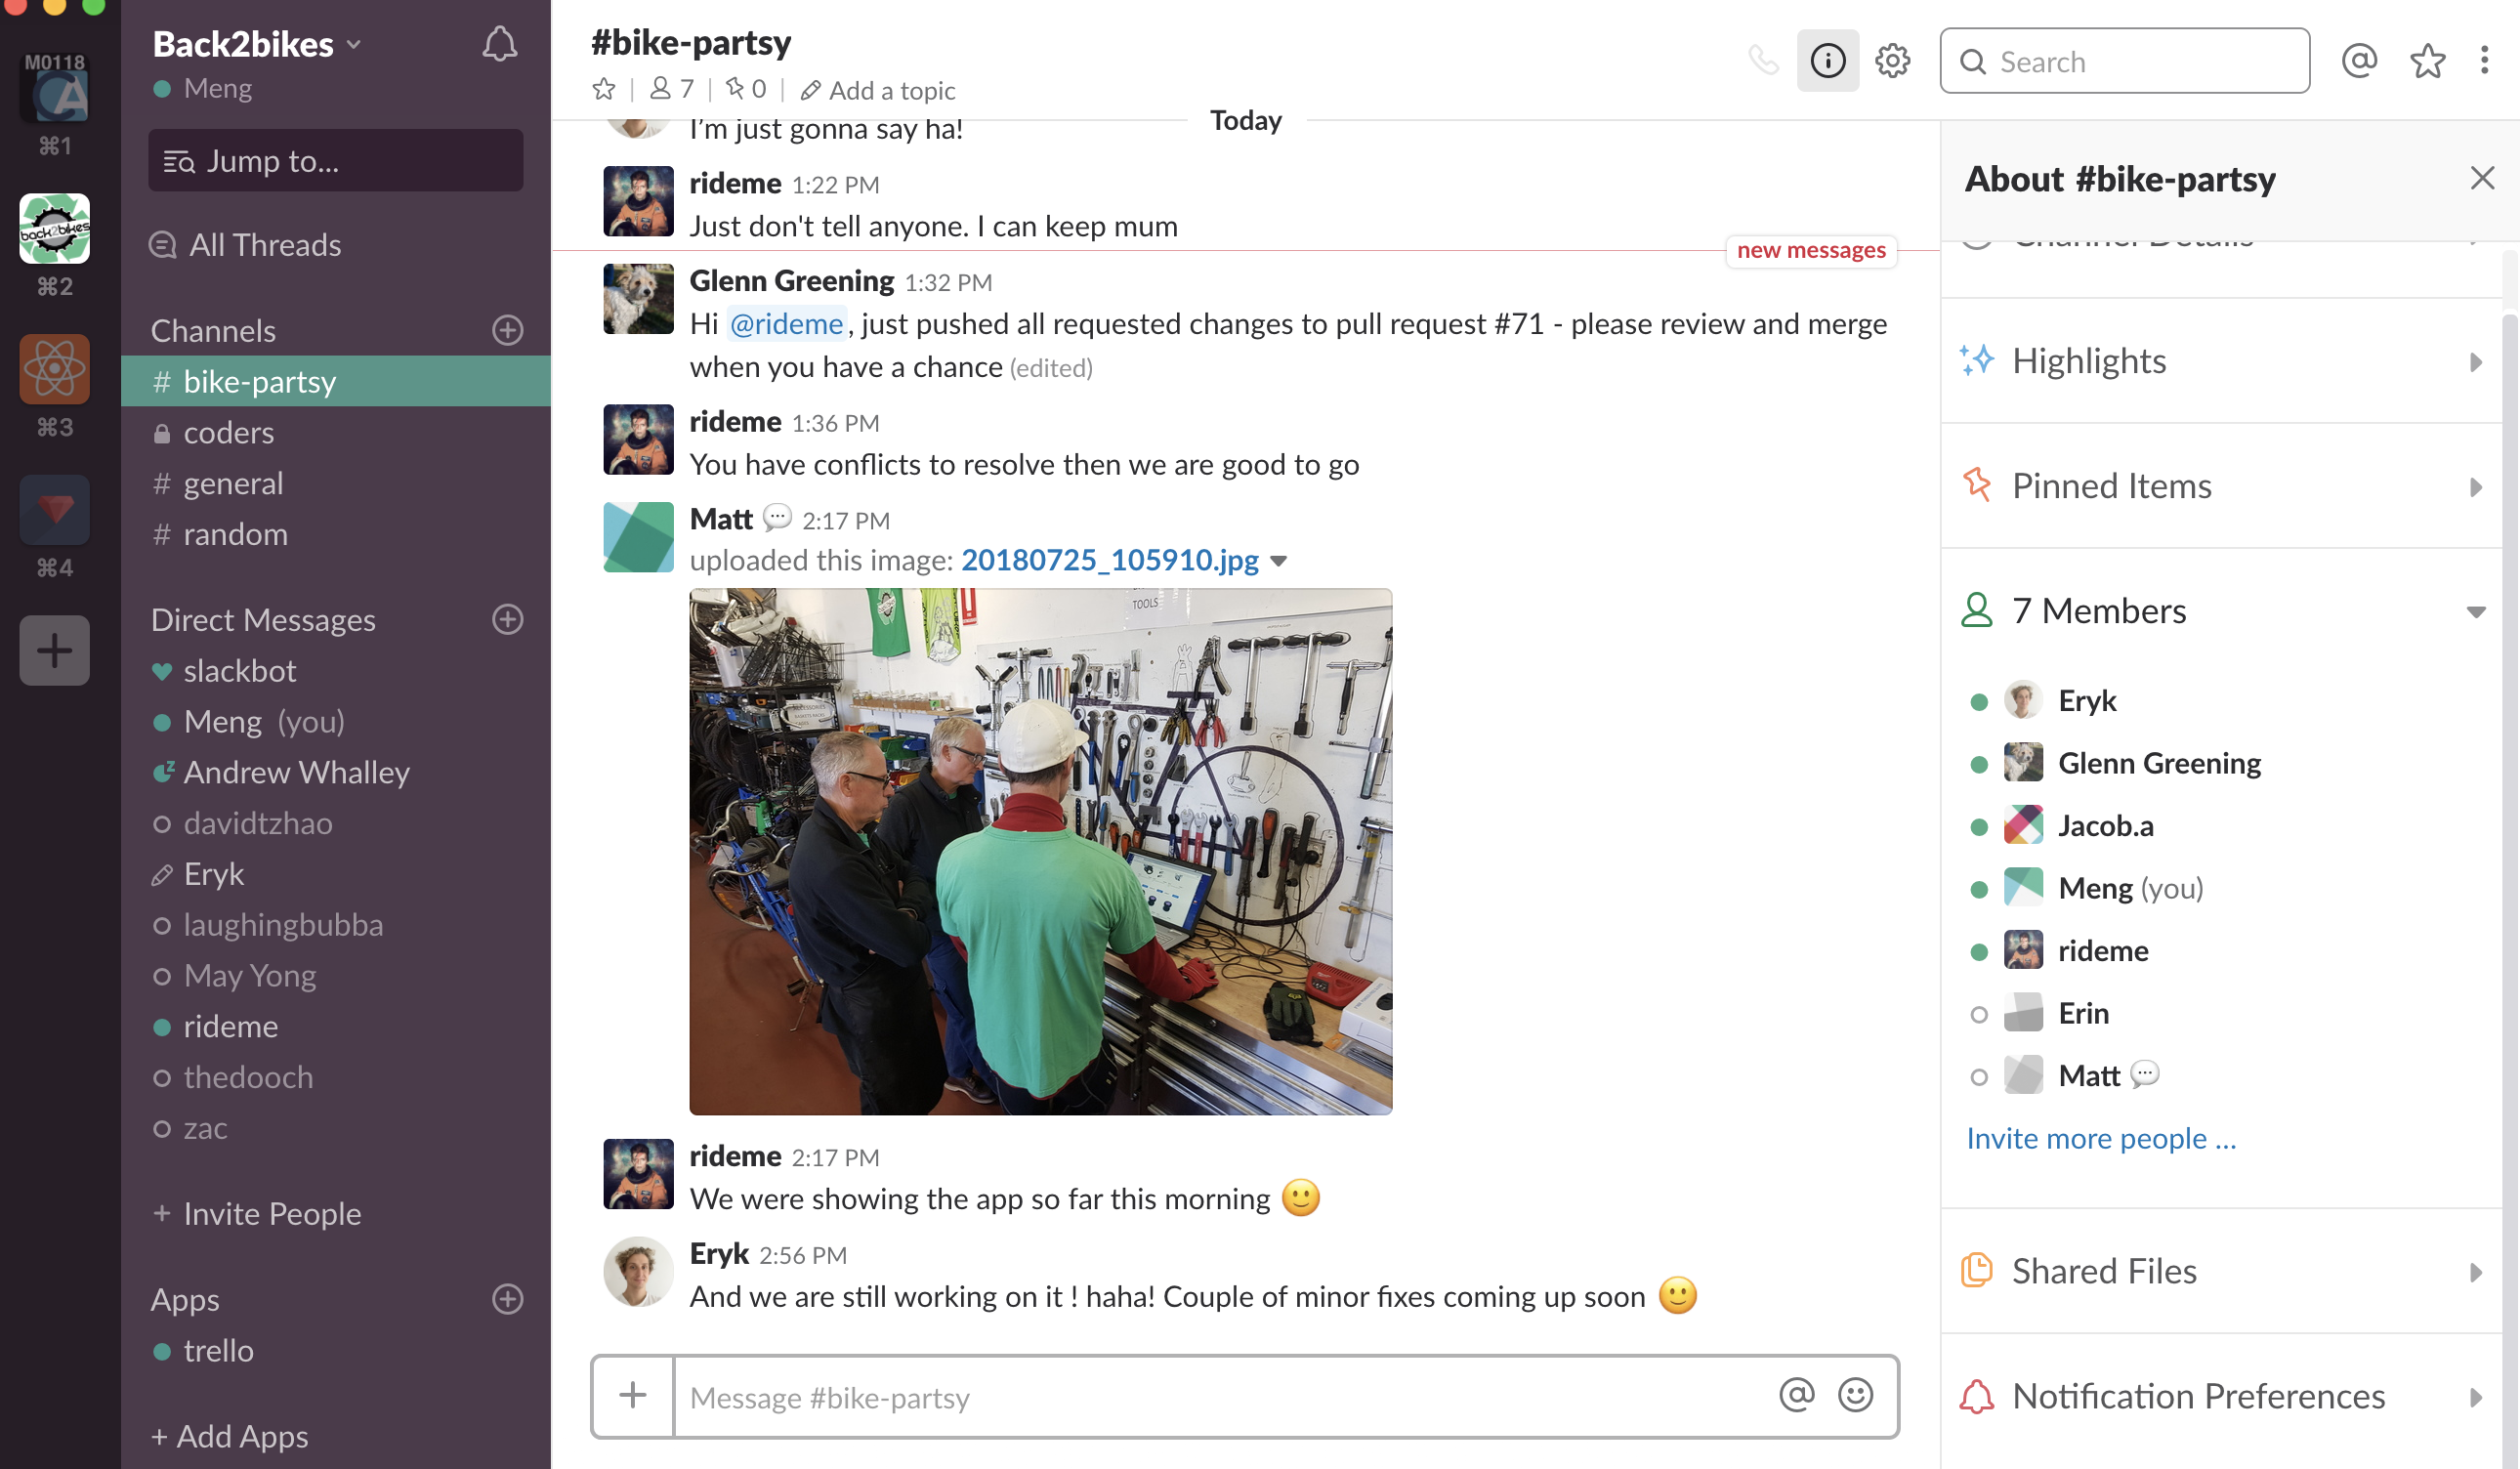 M0118
⌘1
back2bikes
⌘2
⌘3
⌘4
Back2bikes
Meng
Jump to...
All Threads
Channels
# bike-partsy
coders
# general
# random
Direct Messages
slackbot
Meng (you)
Andrew Whalley
davidtzhao
Eryk
laughingbubba
May Yong
rideme
thedooch
zac
+ Invite People
Apps
trello
+ Add Apps
#bike-partsy
7
0
Add a topic
Search
Today
I'm just gonna say ha!
rideme 1:22 PM
Just don't tell anyone. I can keep mum
new messages
Glenn Greening 1:32 PM
Hi @rideme, just pushed all requested changes to pull request #71 - please review and merge
when you have a chance (edited)
rideme 1:36 PM
You have conflicts to resolve then we are good to go
Matt 2:17 PM
uploaded this image: 20180725_105910.jpg
TOOLS
rideme 2:17 PM
We were showing the app so far this morning
Eryk 2:56 PM
And we are still working on it ! haha! Couple of minor fixes coming up soon
Message #bike-partsy
About #bike-partsy
Channel Details
Highlights
Pinned Items
7 Members
Eryk
Glenn Greening
Jacob.a
Meng (you)
rideme
Erin
Matt
Invite more people ...
Shared Files
Notification Preferences